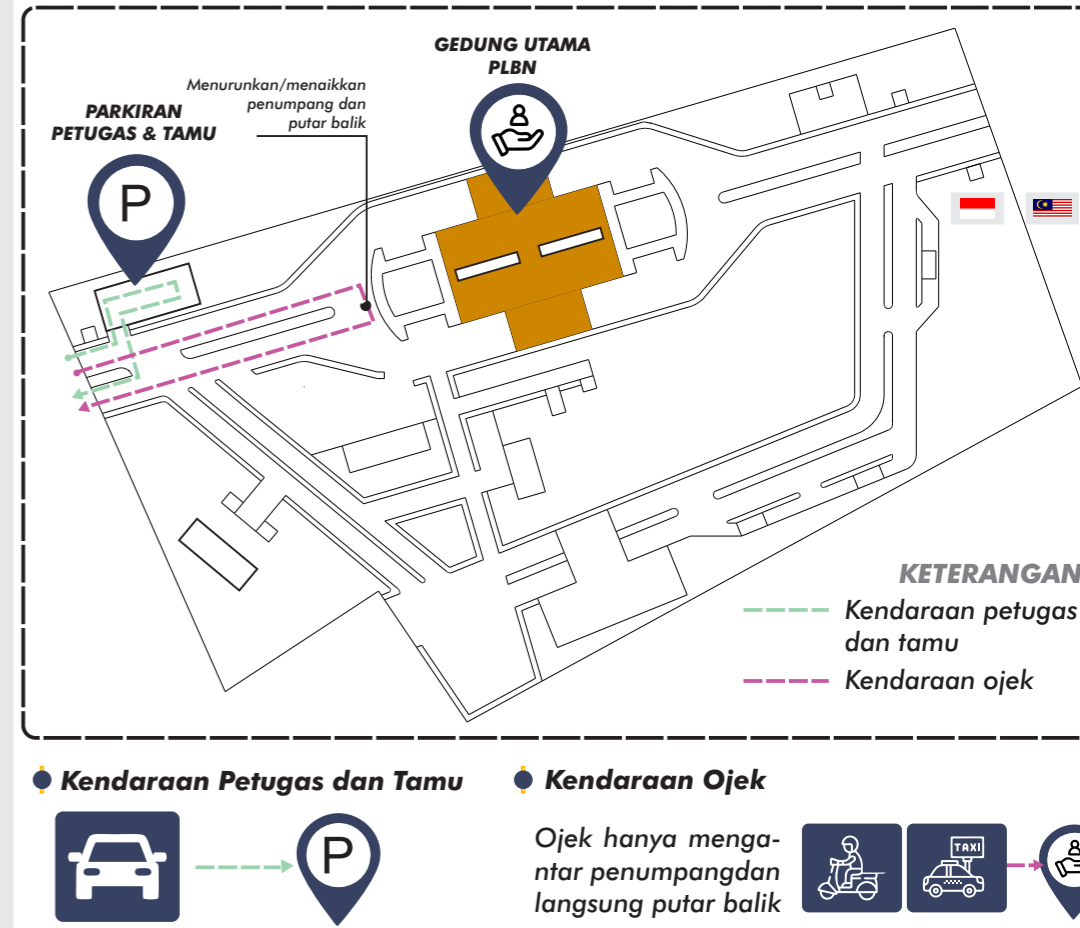 GEDUNG UTAMA
PLBN
Menurunkan/menaikkan
penumpang dan
putar balik
PARKIRAN
PETUGAS & TAMU
P
KETERANGAN
Kendaraan petugas
dan tamu
Kendaraan ojek
Kendaraan Petugas dan Tamu
P
Kendaraan Ojek
Ojek hanya menga-
ntar penumpangdan
langsung putar balik
TAXI